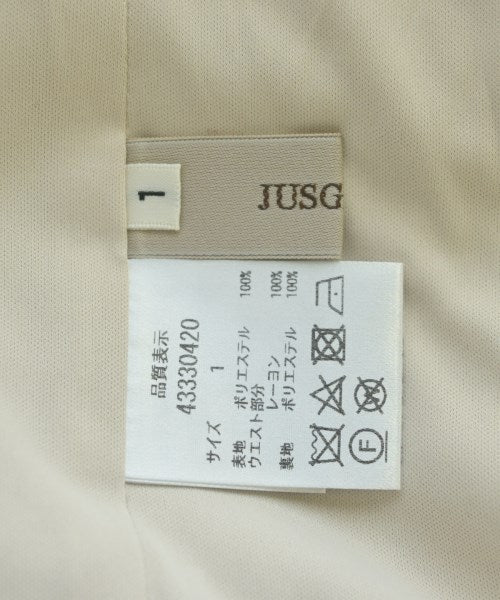 1
JUSG
品質表示
43330420
サイズ 1
表地 ポリエステル 100%
ウエスト部分
レーヨン 100%
裏地 ポリエステル 100%
F